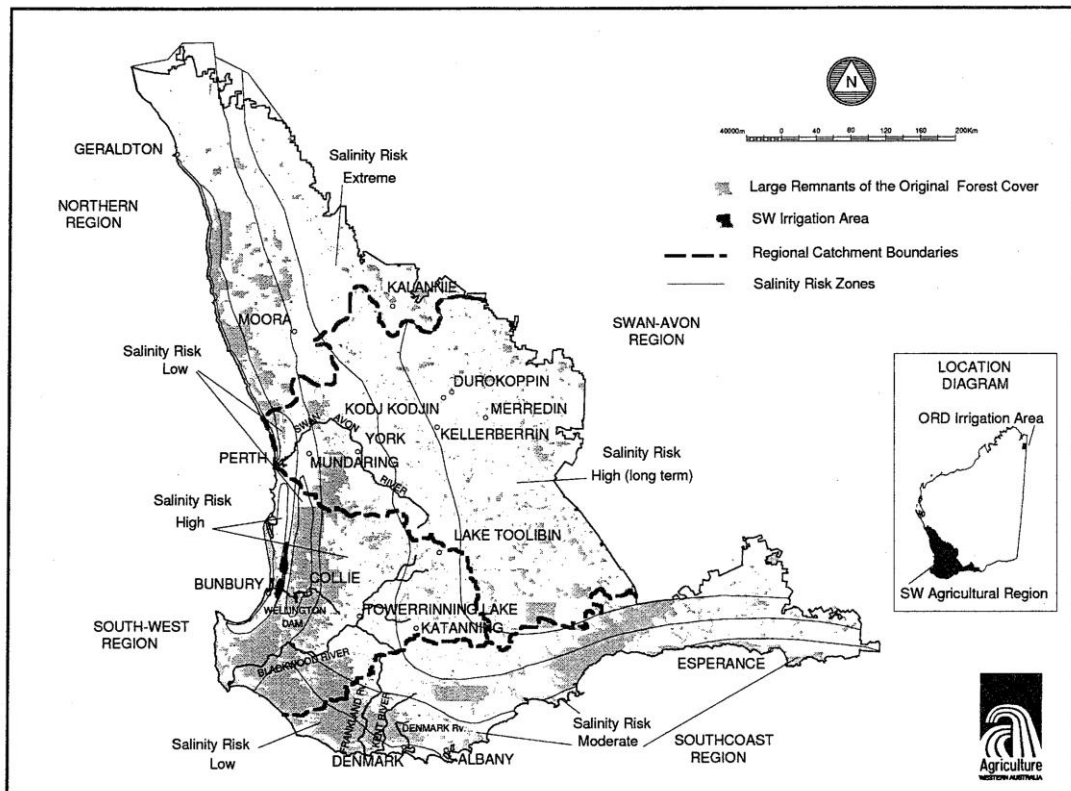 N
40000m 0 40 80 120 160 200Km
Large Remnants of the Original Forest Cover
SW Irrigation Area
Regional Catchment Boundaries
Salinity Risk Zones
GERALDTON
NORTHERN
REGION
Salinity Risk
Extreme
KALANNIE
MOORA
SWAN-AVON
REGION
Salinity Risk
Low
DUROKOPPIN
KODJ KODJIN
MERREDIN
KELLERBERRIN
SWAN
AVON
YORK
PERTH
MUNDARING
RIVER
Salinity Risk
High (long term)
Salinity Risk
High
LAKE TOOLIBIN
BUNBURY
COLLIE
WELLINGTON
DAM
TOWERRINNING LAKE
KATANNING
SOUTH-WEST
REGION
BLACKWOOD RIVER
ESPERANCE
FRANKLAND Rv.
KENT RIVER
DENMARK Rv.
Salinity Risk
Low
DENMARK
ALBANY
Salinity Risk
Moderate
SOUTHCOAST
REGION
LOCATION
DIAGRAM
ORD Irrigation Area
SW Agricultural Region
Agriculture
WESTERN AUSTRALIA